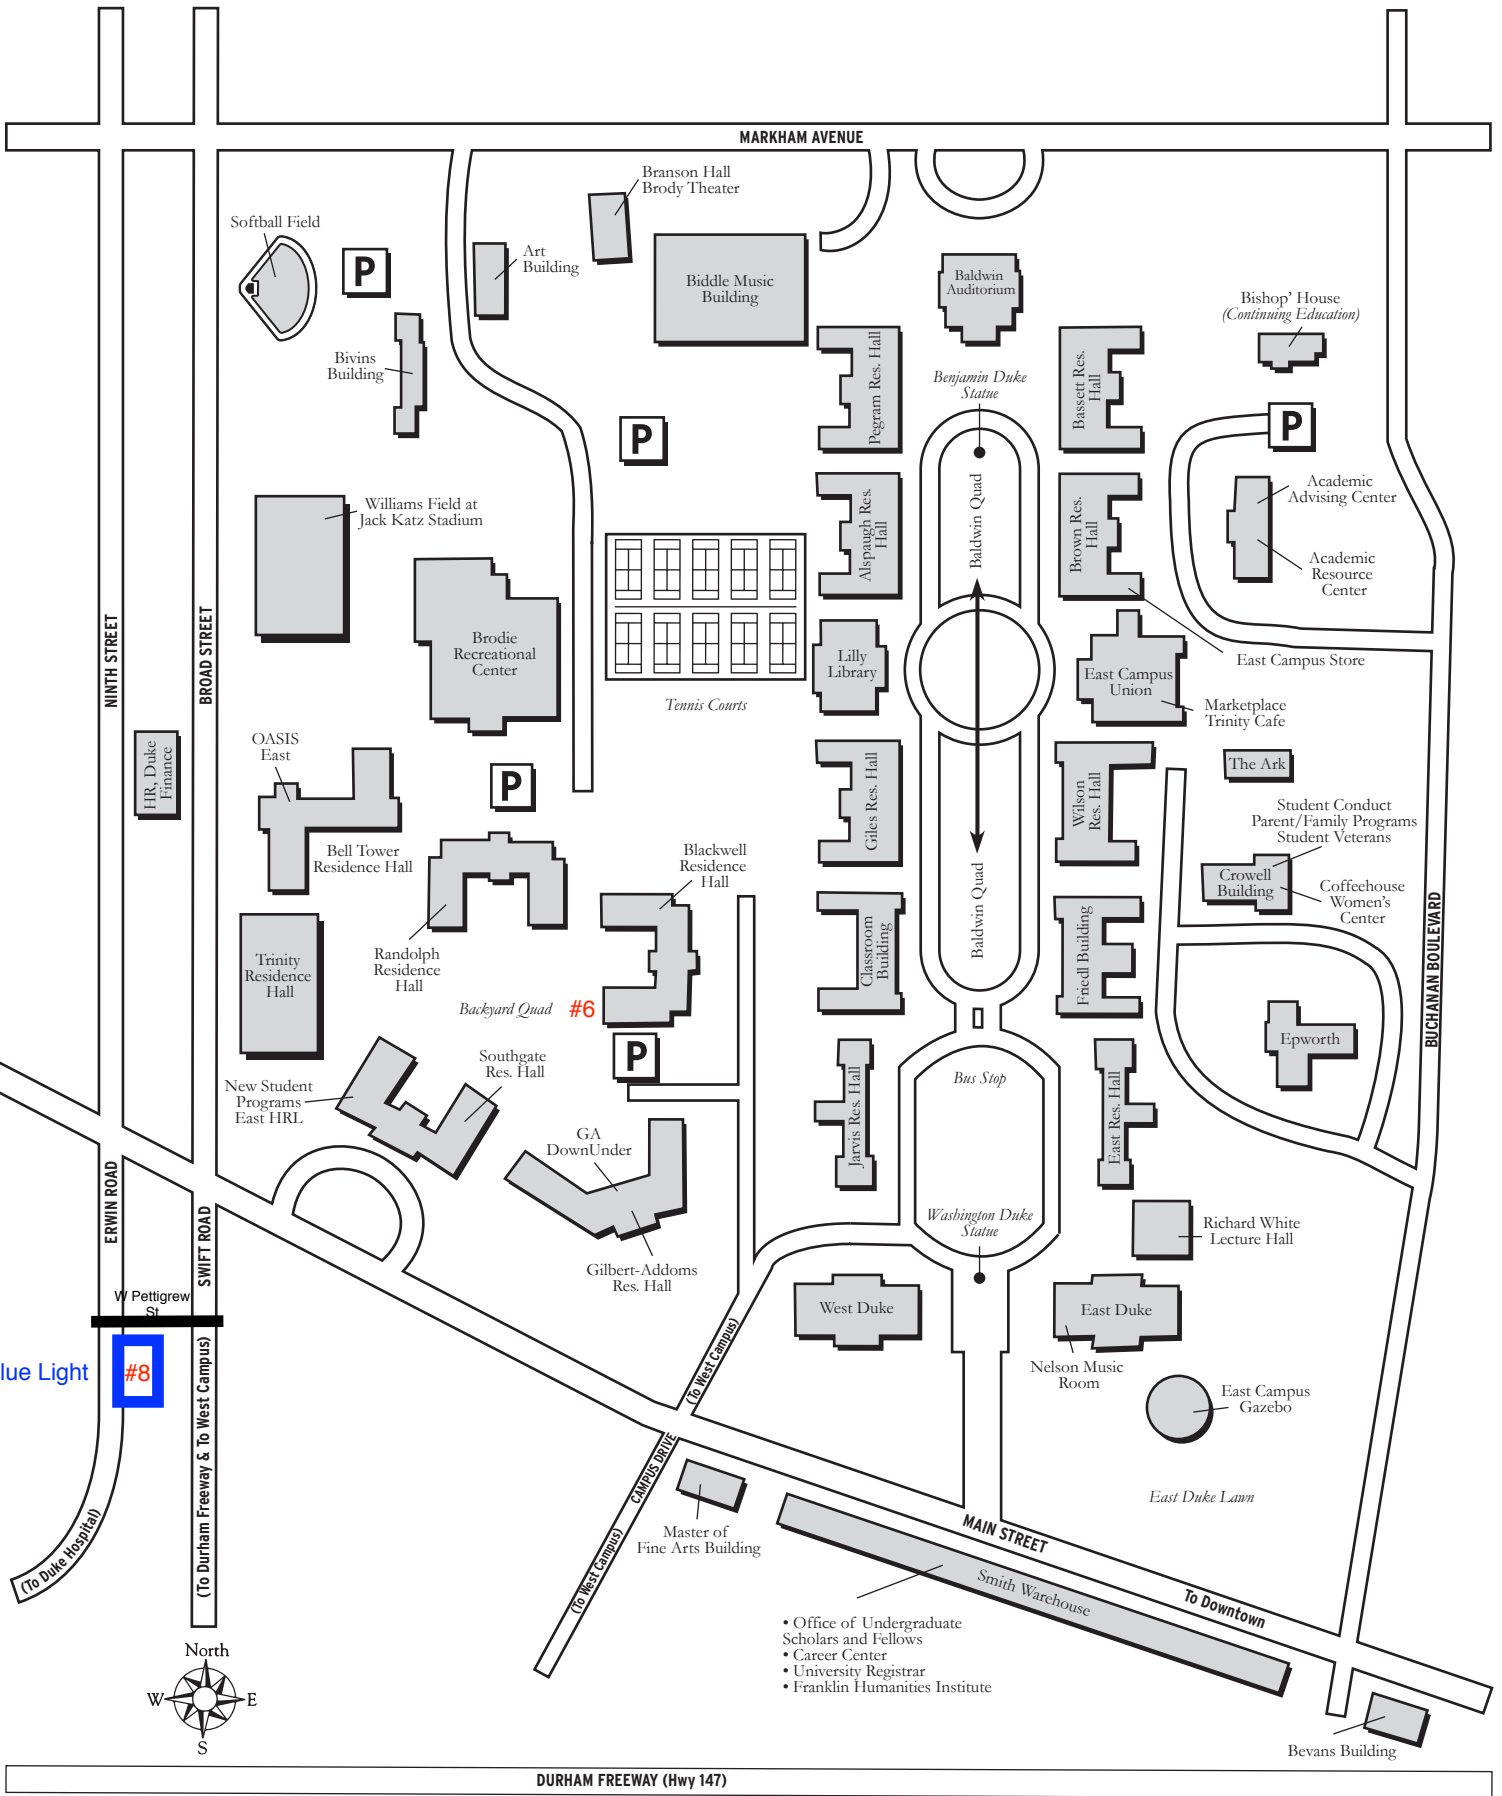 MARKHAM AVENUE
Branson Hall
Brody Theater
Softball Field
P
Art
Building
Biddle Music
Building
Baldwin
Auditorium
Bishop' House
(Continuing Education)
Bivins
Building
Pegram Res. Hall
Benjamin Duke
Statue
Bassett Res.
Hall
P
P
Williams Field at
Jack Katz Stadium
Alspaugh Res.
Hall
Baldwin Quad
Brown Res.
Hall
Academic
Advising Center
Academic
Resource
Center
NINTH STREET
BROAD STREET
Brodie
Recreational
Center
Tennis Courts
Lilly
Library
East Campus
Union
East Campus Store
Marketplace
Trinity Cafe
HR, Duke
Finance
OASIS
East
P
Giles Res. Hall
Wilson
Res. Hall
The Ark
Student Conduct
Parent/Family Programs
Student Veterans
Bell Tower
Residence Hall
Blackwell
Residence
Hall
Crowell
Building
Coffeehouse
Women's
Center
BUCHANAN BOULEVARD
Trinity
Residence
Hall
Randolph
Residence
Hall
Classroom
Building
Baldwin Quad
Friedl Building
Backyard Quad
#6
P
Epworth
New Student
Programs
East HRL
Southgate
Res. Hall
Bus Stop
Jarvis Res. Hall
East Res. Hall
GA
DownUnder
ERWIN ROAD
SWIFT ROAD
Washington Duke
Statue
Richard White
Lecture Hall
Gilbert-Addoms
Res. Hall
W Pettigrew
St
West Duke
East Duke
lue Light
#8
(To Durham Freeway & To West Campus)
(To West Campus)
Nelson Music
Room
East Campus
Gazebo
CAMPUS DRIVE
(To Duke Hospital)
(To West Campus)
Master of
Fine Arts Building
East Duke Lawn
MAIN STREET
Smith Warehouse
To Downtown
• Office of Undergraduate
Scholars and Fellows
• Career Center
• University Registrar
• Franklin Humanities Institute
North
W
E
S
Bevans Building
DURHAM FREEWAY (Hwy 147)